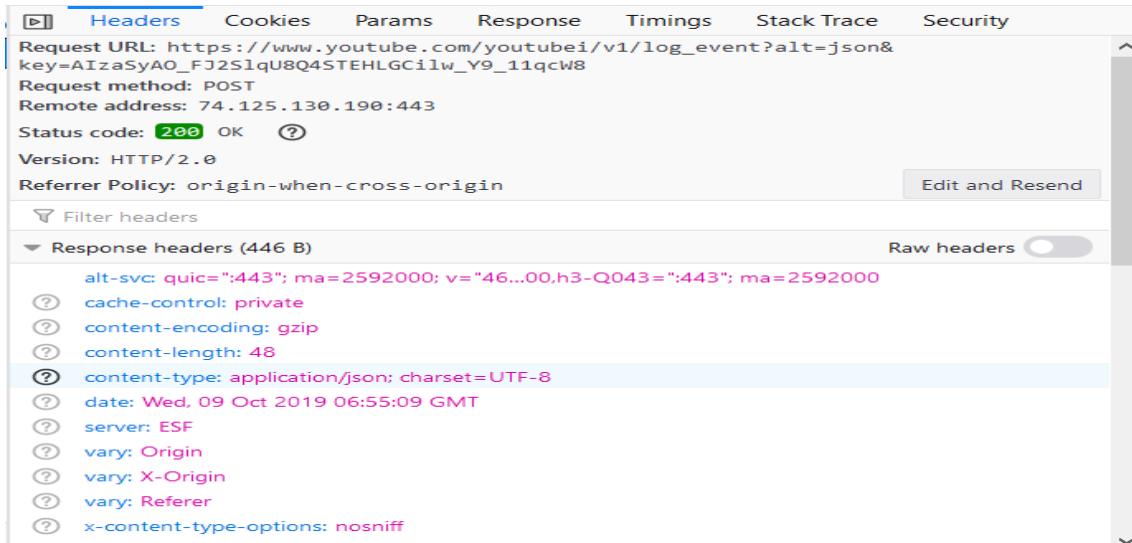 Headers Cookies Params Response Timings Stack Trace Security
Request URL: https://www.youtube.com/youtubei/v1/log_event?alt=json&
key=AIzaSyAO_FJ2SlqU8Q4STEHLGCilw_Y9_11qcW8
Request method: POST
Remote address: 74.125.130.190:443
Status code: 200 OK ?
Version: HTTP/2.0
Referrer Policy: origin-when-cross-origin Edit and Resend
Filter headers
Response headers (446 B) Raw headers
alt-svc: quic=":443"; ma=2592000; v="46...00,h3-Q043=":443"; ma=2592000
? cache-control: private
? content-encoding: gzip
? content-length: 48
? content-type: application/json; charset=UTF-8
? date: Wed, 09 Oct 2019 06:55:09 GMT
? server: ESF
? vary: Origin
? vary: X-Origin
? vary: Referer
? x-content-type-options: nosniff